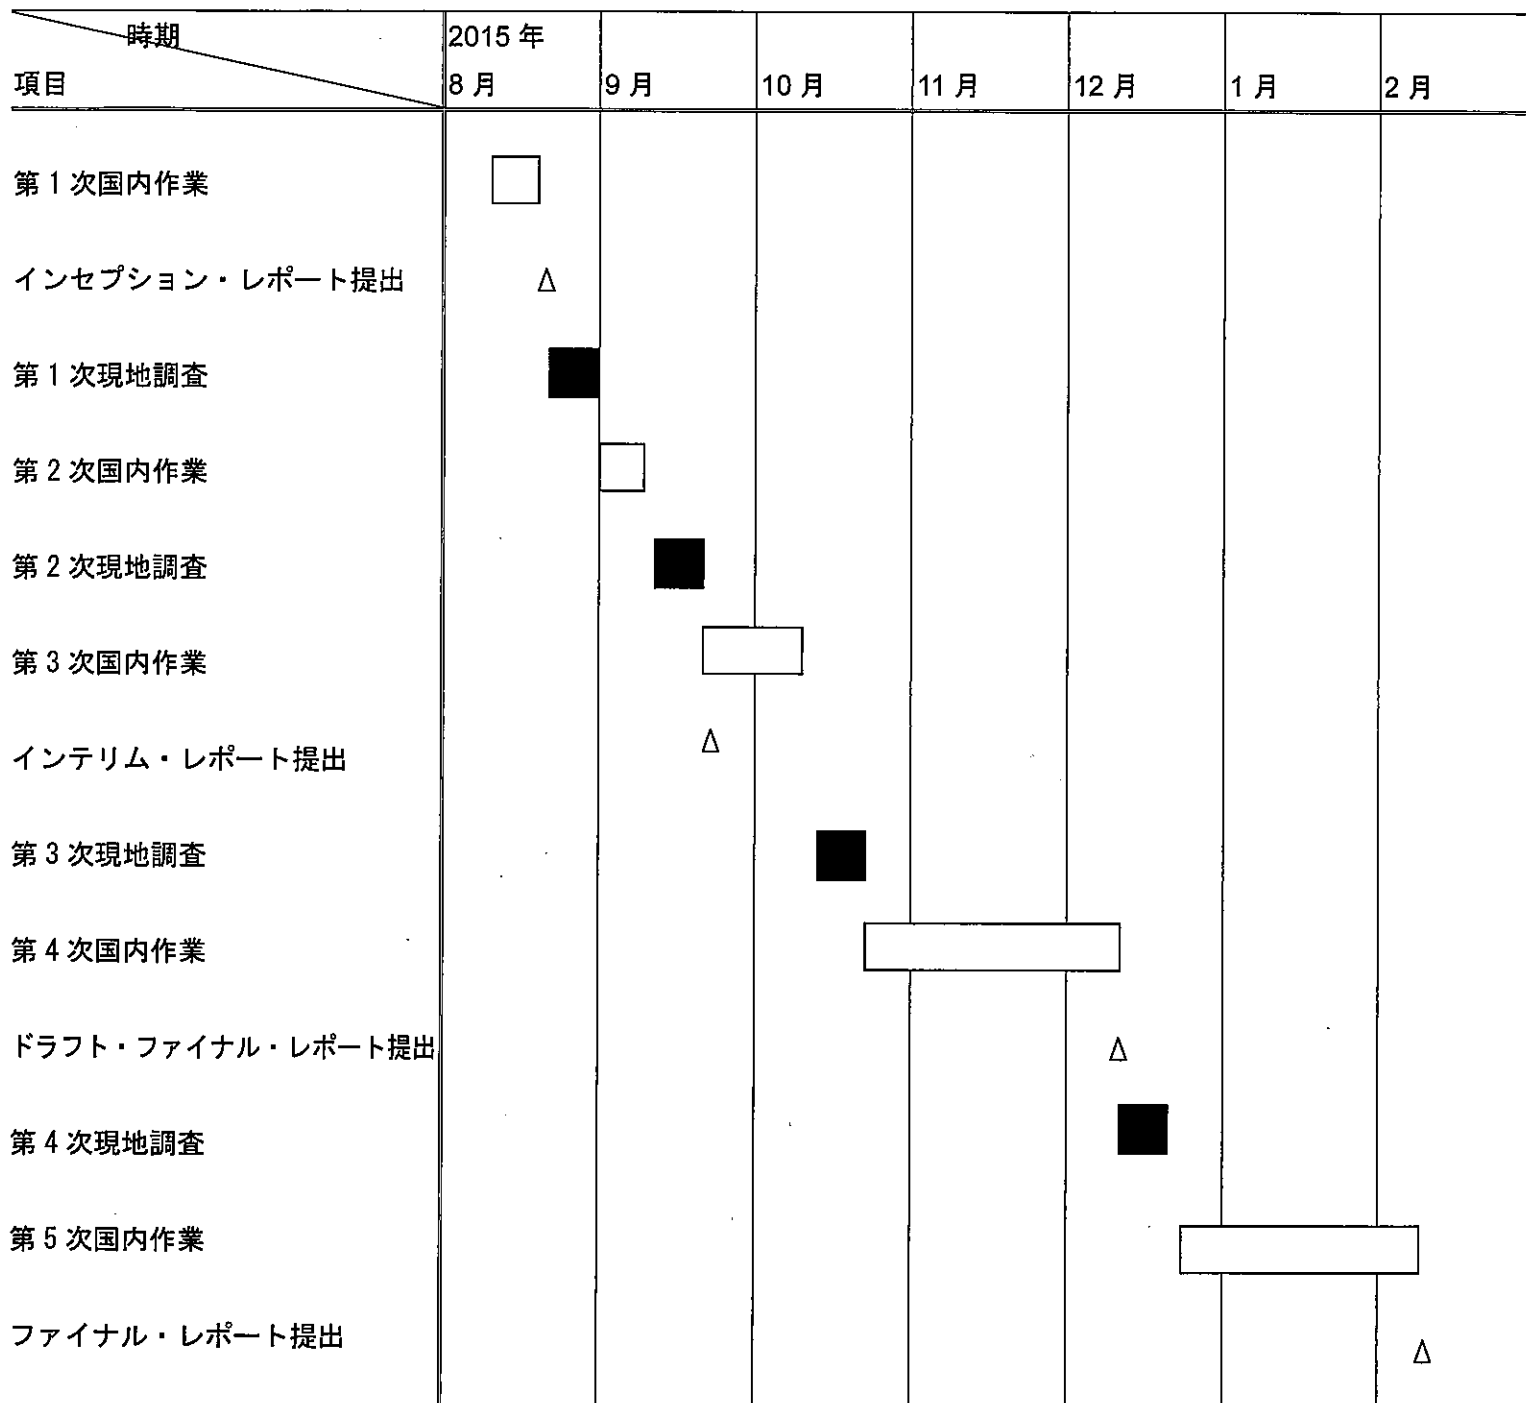 時期
2015 年
項目
8 月 9 月 10 月 11 月 12 月 1 月 2 月
第 1 次国内作業
インセプション・レポート提出
△
第 1 次現地調査
第 2 次国内作業
第 2 次現地調査
第 3 次国内作業
インテリム・レポート提出
△
第 3 次現地調査
第 4 次国内作業
ドラフト・ファイナル・レポート提出
△
第 4 次現地調査
第 5 次国内作業
ファイナル・レポート提出
△